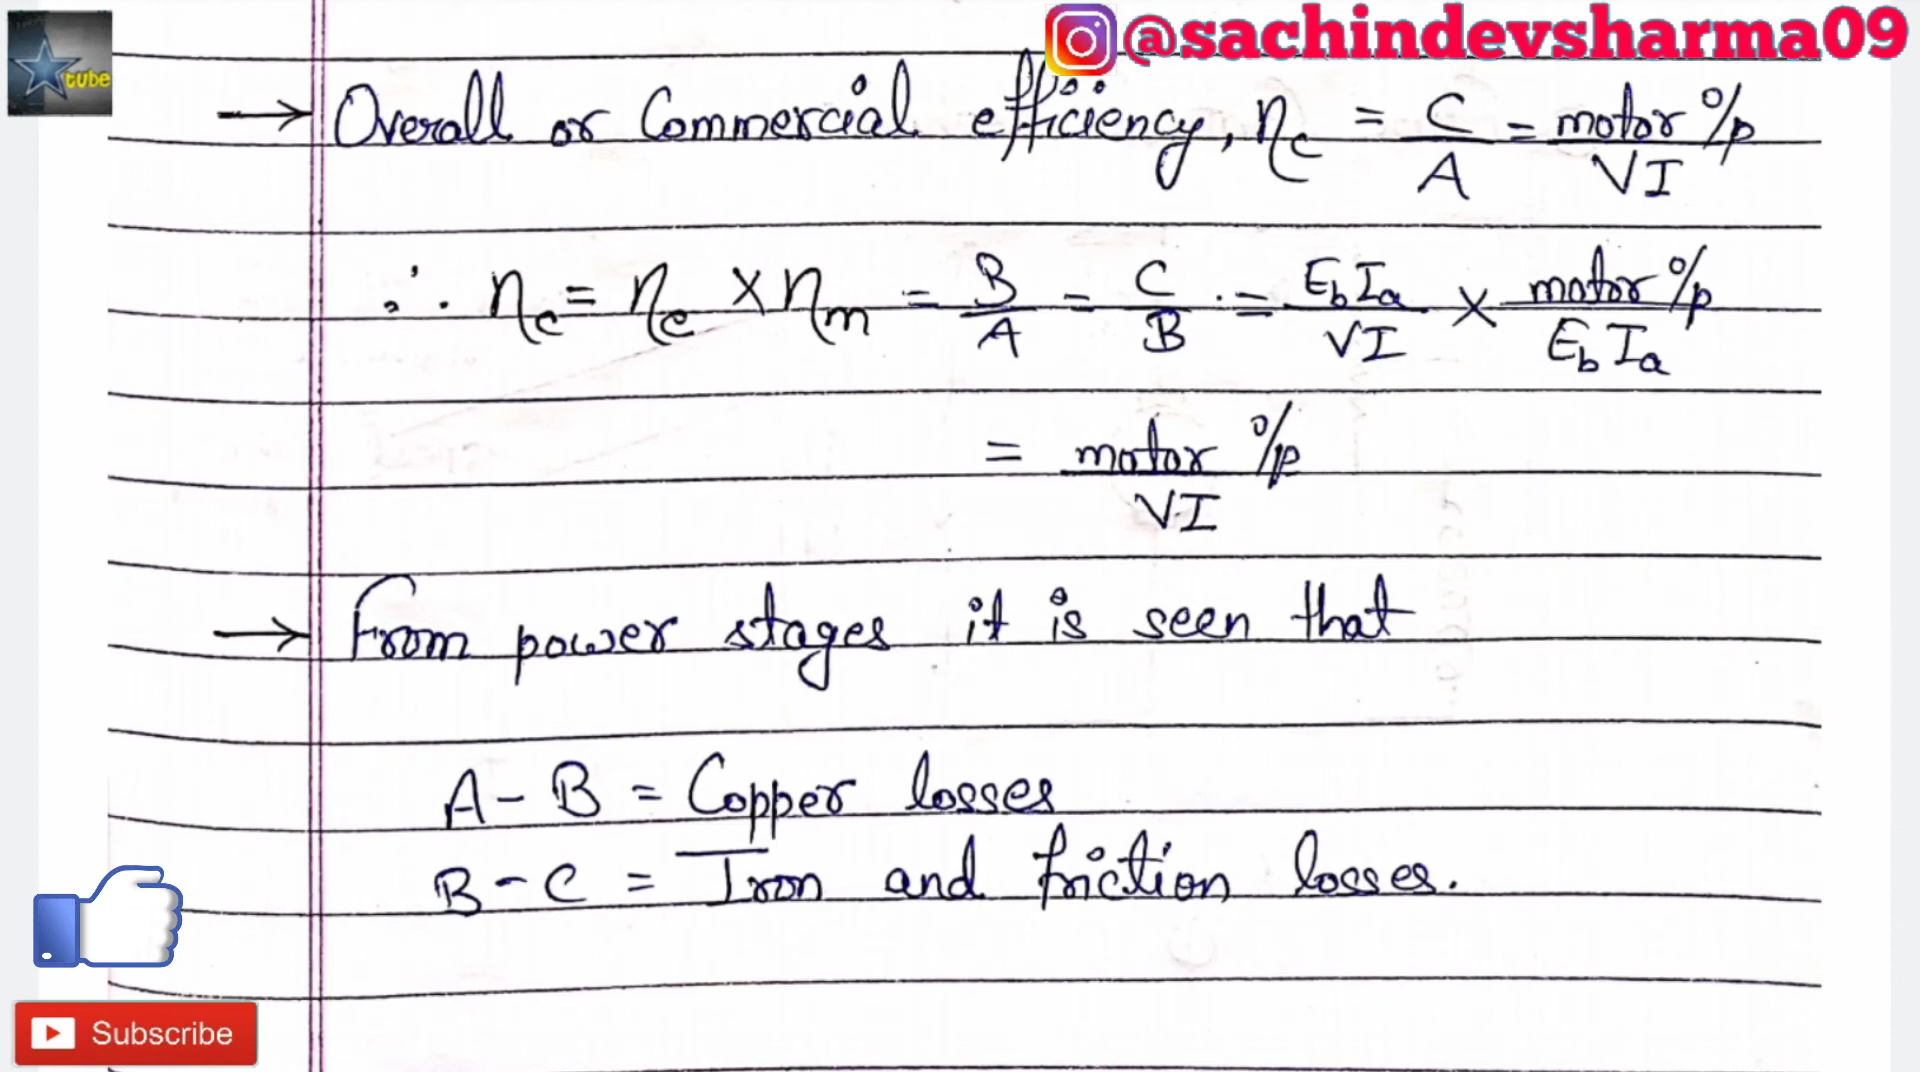 tube
@sachindevsharma09
→ Overall or Commercial efficiency, ηc = C/A = motor o/p / VI
∴ ηc = ηe × ηm = B/A = C/B = EbIa/VI × motor o/p / EbIa
= motor o/p / VI
→ From power stages it is seen that
A - B = Copper losses
B - C = Iron and friction losses.
Subscribe